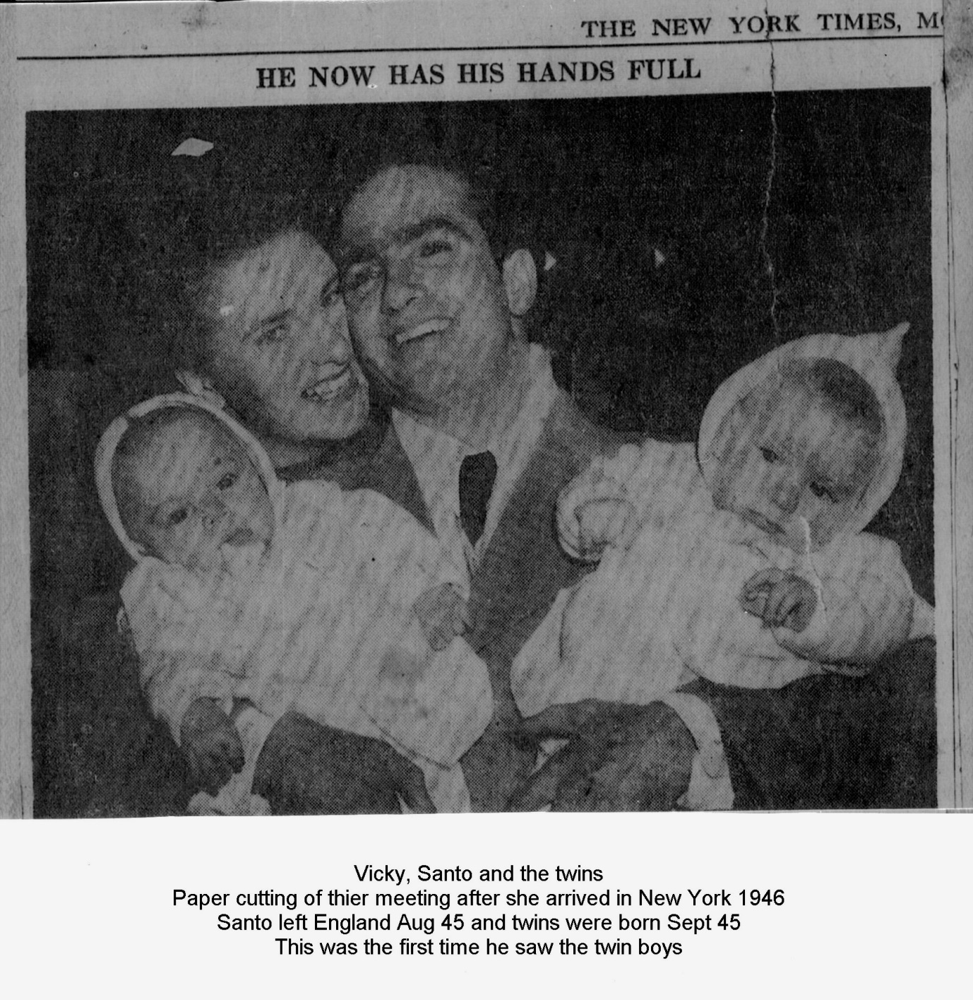 THE NEW YORK TIMES,
HE NOW HAS HIS HANDS FULL
Vicky, Santo and the twins
Paper cutting of thier meeting after she arrived in New York 1946
Santo left England Aug 45 and twins were born Sept 45
This was the first time he saw the twin boys